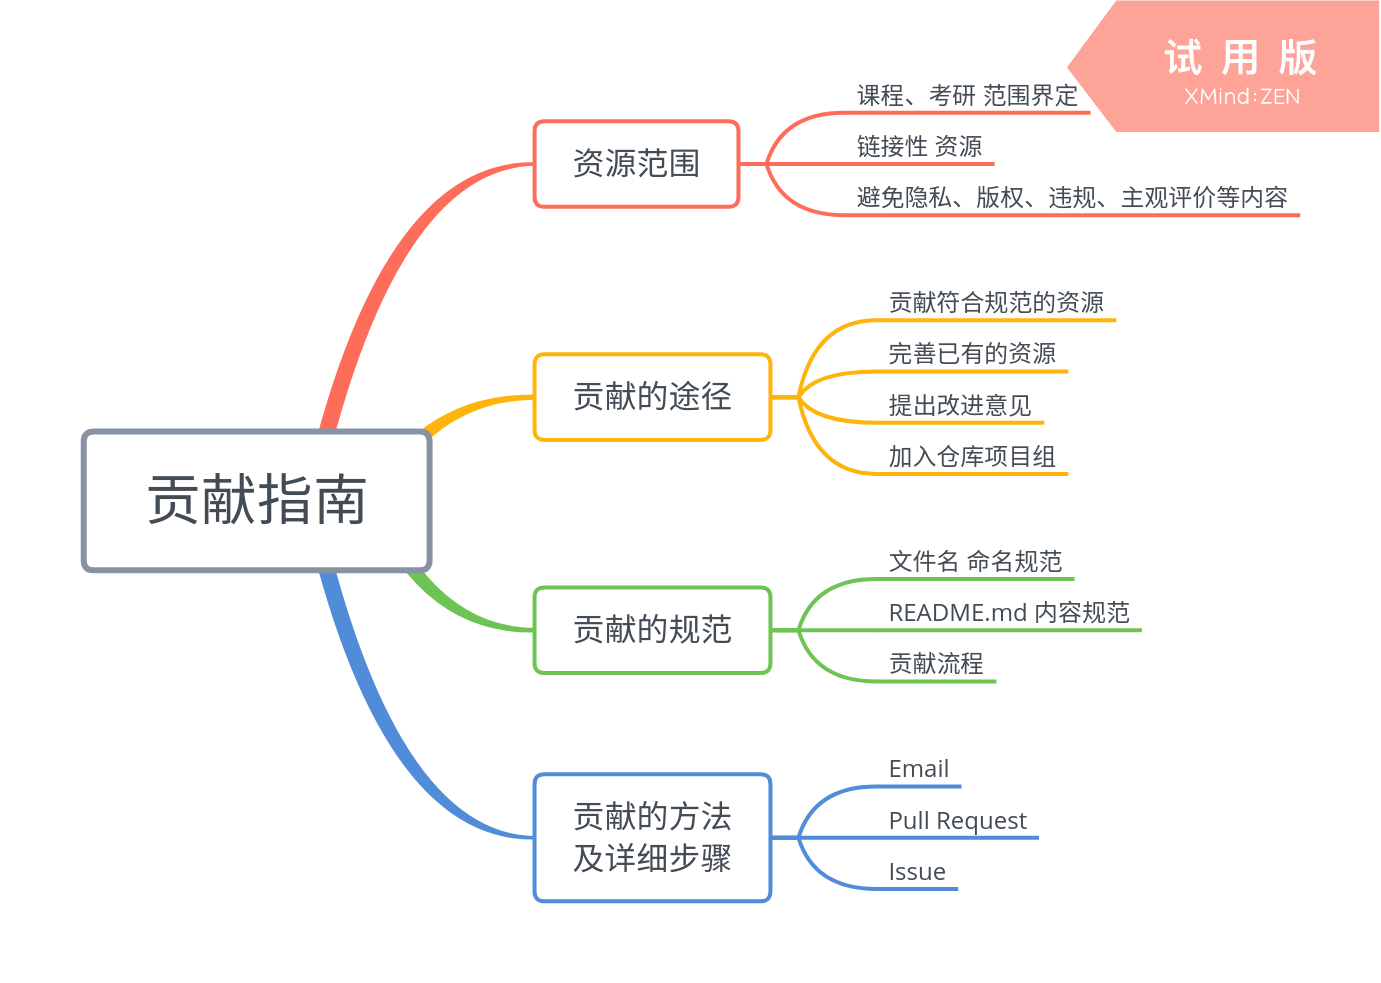 试用版
XMind:ZEN
贡献指南
资源范围
课程、考研 范围界定
链接性 资源
避免隐私、版权、违规、主观评价等内容
贡献的途径
贡献符合规范的资源
完善已有的资源
提出改进意见
加入仓库项目组
贡献的规范
文件名 命名规范
README.md 内容规范
贡献流程
贡献的方法
及详细步骤
Email
Pull Request
Issue